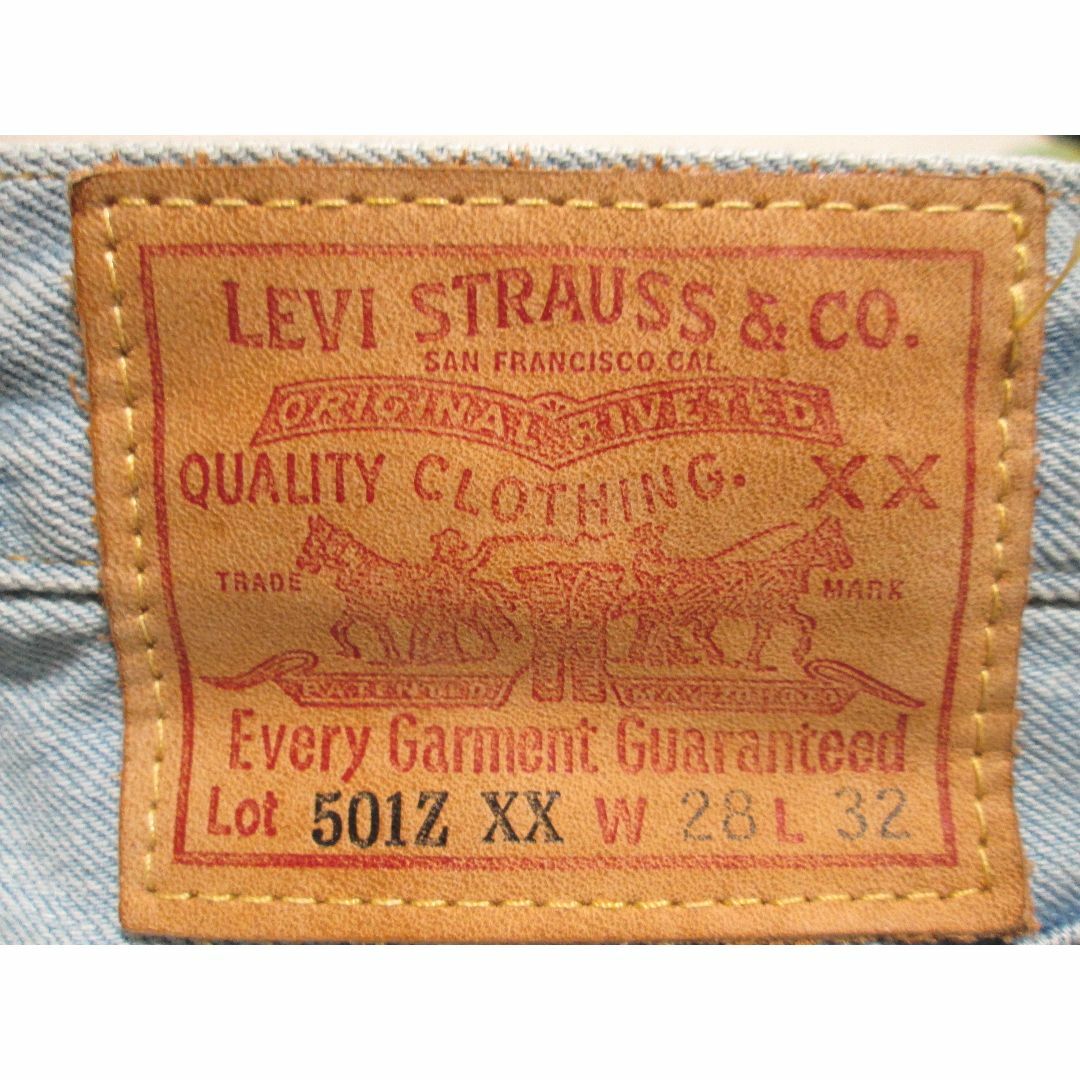 LEVI STRAUSS & CO.
SAN FRANCISCO CAL.
ORIGINAL RIVETED
QUALITY CLOTHING. XX
TRADE MARK
PATENTED
Every Garment Guaranteed
Lot 501Z XX W 28 L 32